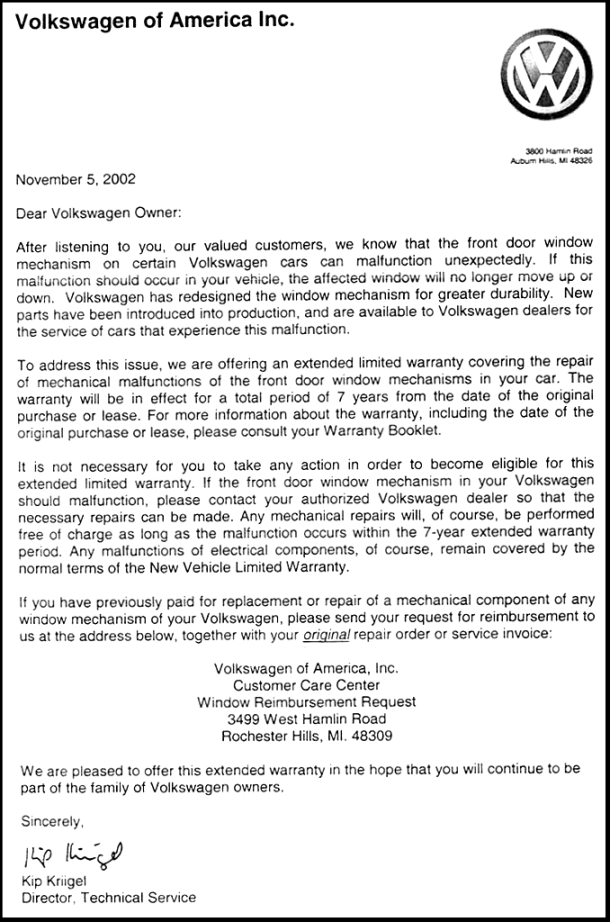 Volkswagen of America Inc.
3800 Hamlin Road
Auburn Hills, MI 48326
November 5, 2002
Dear Volkswagen Owner:
After listening to you, our valued customers, we know that the front door window
mechanism on certain Volkswagen cars can malfunction unexpectedly. If this
malfunction should occur in your vehicle, the affected window will no longer move up or
down. Volkswagen has redesigned the window mechanism for greater durability. New
parts have been introduced into production, and are available to Volkswagen dealers for
the service of cars that experience this malfunction.
To address this issue, we are offering an extended limited warranty covering the repair
of mechanical malfunctions of the front door window mechanisms in your car. The
warranty will be in effect for a total period of 7 years from the date of the original
purchase or lease. For more information about the warranty, including the date of the
original purchase or lease, please consult your Warranty Booklet.
It is not necessary for you to take any action in order to become eligible for this
extended limited warranty. If the front door window mechanism in your Volkswagen
should malfunction, please contact your authorized Volkswagen dealer so that the
necessary repairs can be made. Any mechanical repairs will, of course, be performed
free of charge as long as the malfunction occurs within the 7-year extended warranty
period. Any malfunctions of electrical components, of course, remain covered by the
normal terms of the New Vehicle Limited Warranty.
If you have previously paid for replacement or repair of a mechanical component of any
window mechanism of your Volkswagen, please send your request for reimbursement to
us at the address below, together with your original repair order or service invoice:
Volkswagen of America, Inc.
Customer Care Center
Window Reimbursement Request
3499 West Hamlin Road
Rochester Hills, MI. 48309
We are pleased to offer this extended warranty in the hope that you will continue to be
part of the family of Volkswagen owners.
Sincerely,
Kip Kriigel
Kip Kriigel
Director, Technical Service